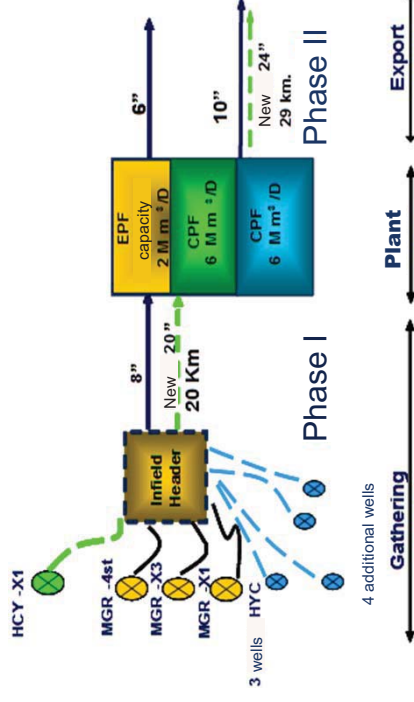 HCY -X1
MGR -4st
MGR -X3
MGR -X1
HYC
3 wells
4 additional wells
Infield
Header
8”
New 20”
20 Km
Phase I
EPF
capacity
2 M m ³/D
CPF
6 M m ³/D
CPF
6 M m³/D
6”
10”
New 24”
29 km.
Phase II
Gathering
Plant
Export